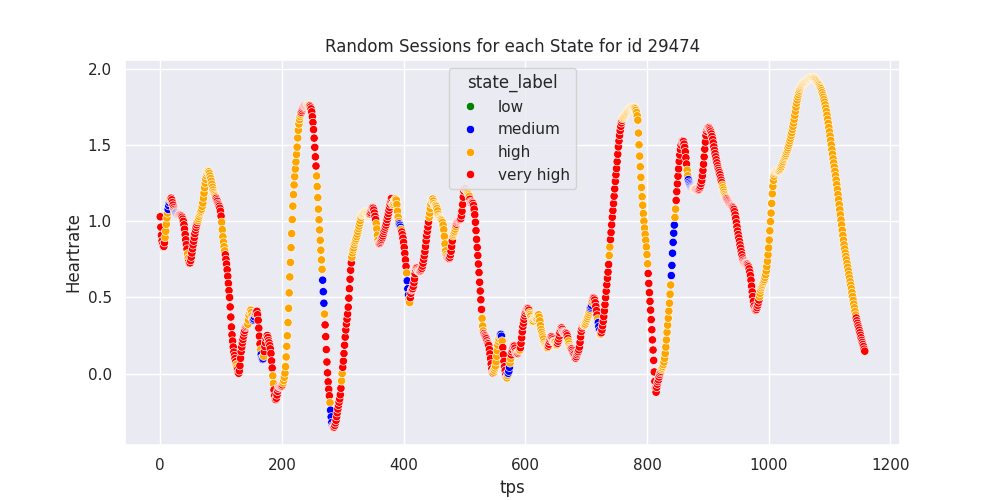 Random Sessions for each State for id 29474
Heartrate
2.0
1.5
1.0
0.5
0.0
state_label
low
medium
high
very high
0 200 400 600 800 1000 1200
tps